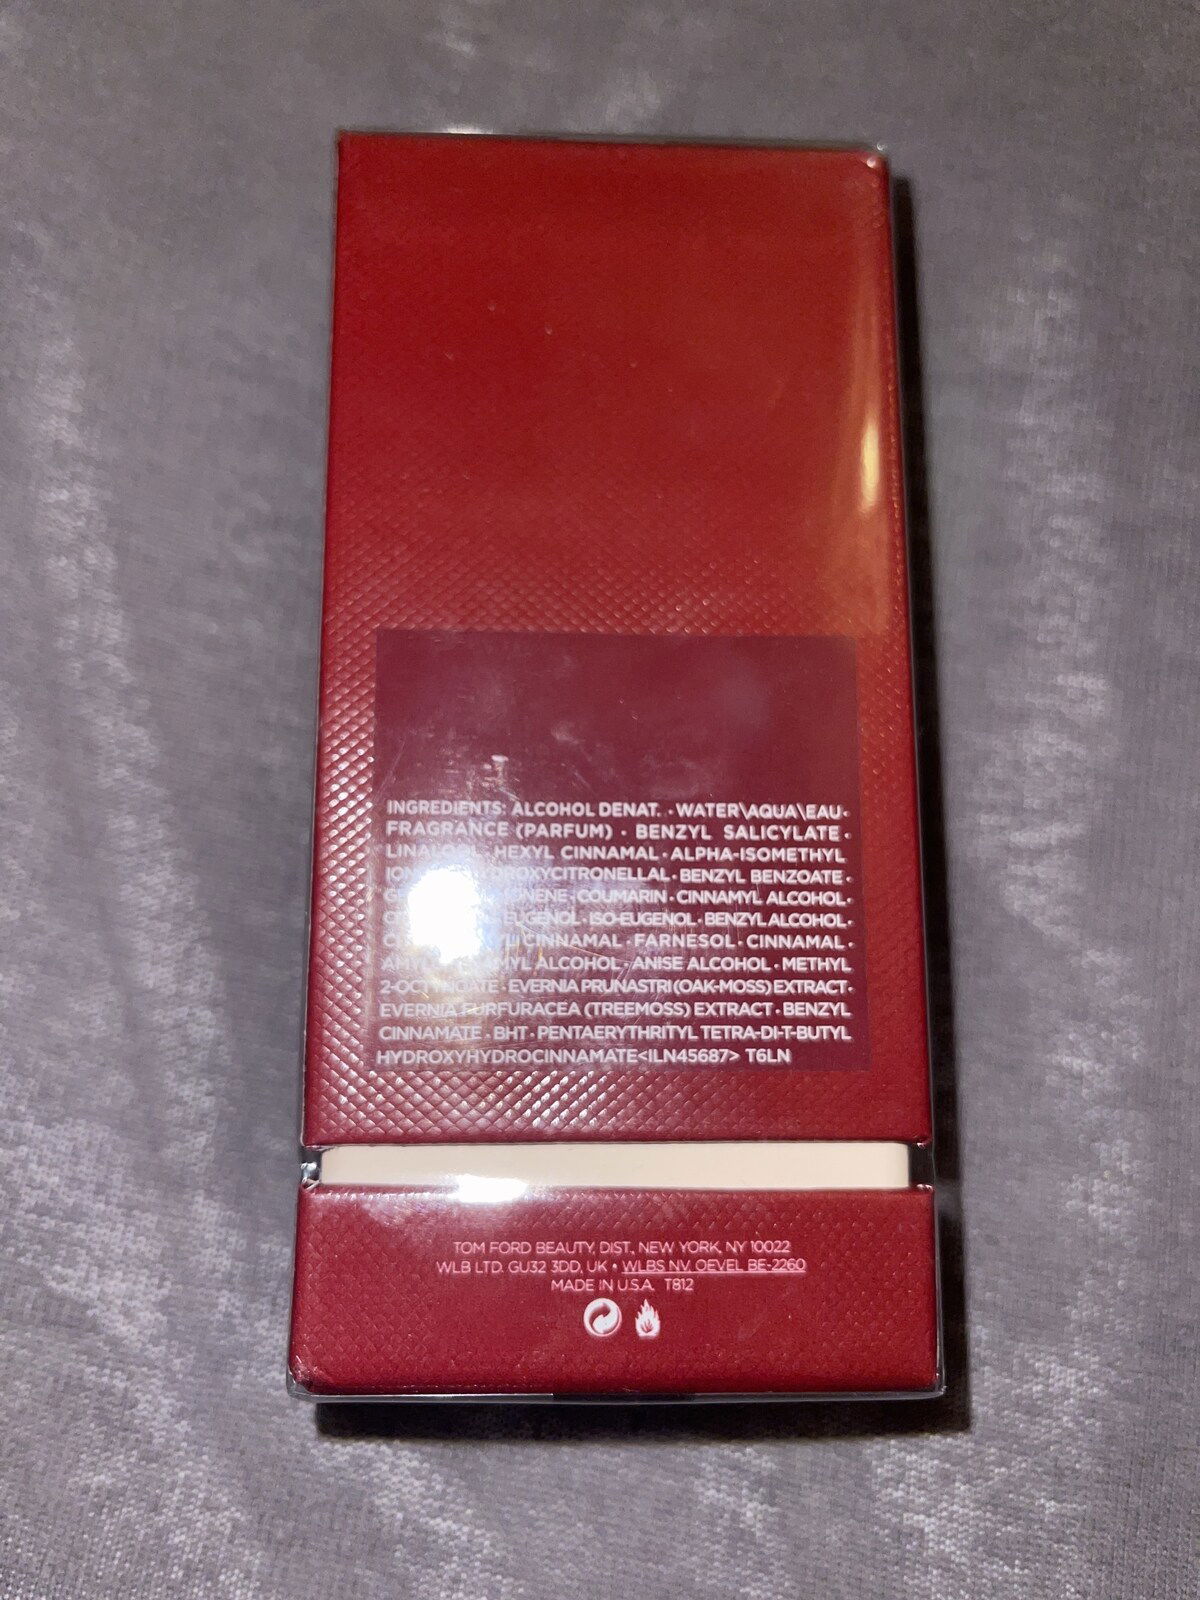 INGREDIENTS: ALCOHOL DENAT. · WATER\AQUA\EAU·
FRAGRANCE (PARFUM) · BENZYL SALICYLATE ·
LINALOOL · HEXYL CINNAMAL · ALPHA-ISOMETHYL
BENZYL BENZOATE ·
COUMARIN · CINNAMYL ALCOHOL ·
EUGENOL · ISO-EUGENOL · BENZYL ALCOHOL ·
CINNAMAL · FARNESOL · CINNAMAL ·
ALCOHOL · ANISE ALCOHOL · METHYL
EVERNIA PRUNASTRI (OAK-MOSS) EXTRACT ·
EVERNIA FURFURACEA (TREEMOSS) EXTRACT · BENZYL
CINNAMATE · BHT · PENTAERYTHRITYL TETRA-DI-T-BUTYL
HYDROXYHYDROCINNAMATE<ILN45687> T6LN
TOM FORD BEAUTY, DIST., NEW YORK, NY 10022
WLB LTD. GU32 3DD, UK • WLBS NV. OEVEL BE-2260
MADE IN U.S.A. T812